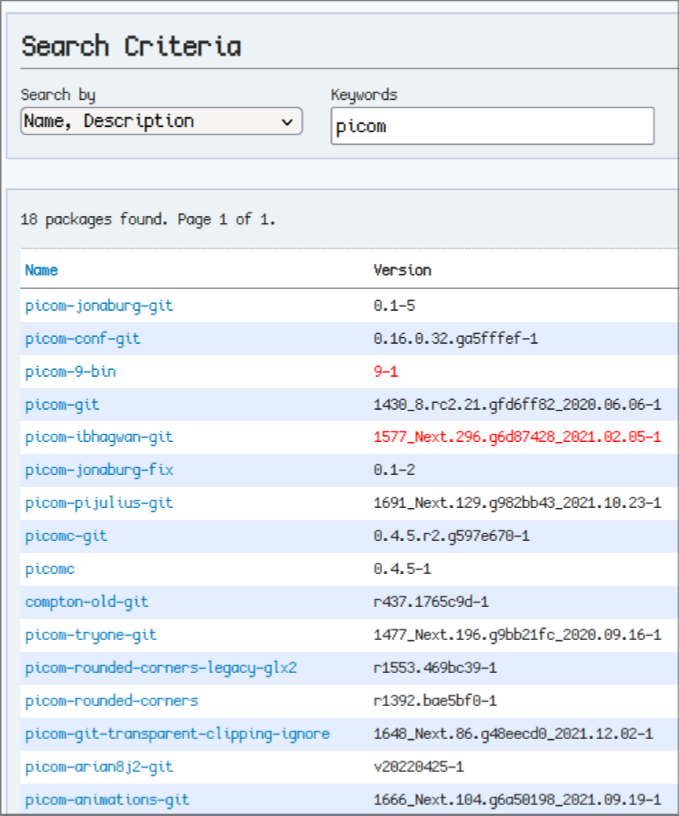 Search Criteria
Search by
Keywords
Name, Description
picom
18 packages found. Page 1 of 1.
Name Version
picom-jonaburg-git 0.1-5
picom-conf-git 0.16.0.32.ga5fffef-1
picom-9-bin 9-1
picom-git 1430_8.rc2.21.gfd6ff82_2020.06.06-1
picom-ibhagwan-git 1577_Next.296.g6d87428_2021.02.05-1
picom-jonaburg-fix 0.1-2
picom-pijulius-git 1691_Next.129.g982bb43_2021.10.23-1
picomc-git 0.4.5.r2.g597e670-1
picomc 0.4.5-1
compton-old-git r437.1765c9d-1
picom-tryone-git 1477_Next.196.g9bb21fc_2020.09.16-1
picom-rounded-corners-legacy-glx2 r1553.469bc39-1
picom-rounded-corners r1392.bae5bf0-1
picom-git-transparent-clipping-ignore 1648_Next.86.g48eecd0_2021.12.02-1
picom-arian8j2-git v20220425-1
picom-animations-git 1666_Next.104.g6a50198_2021.09.19-1